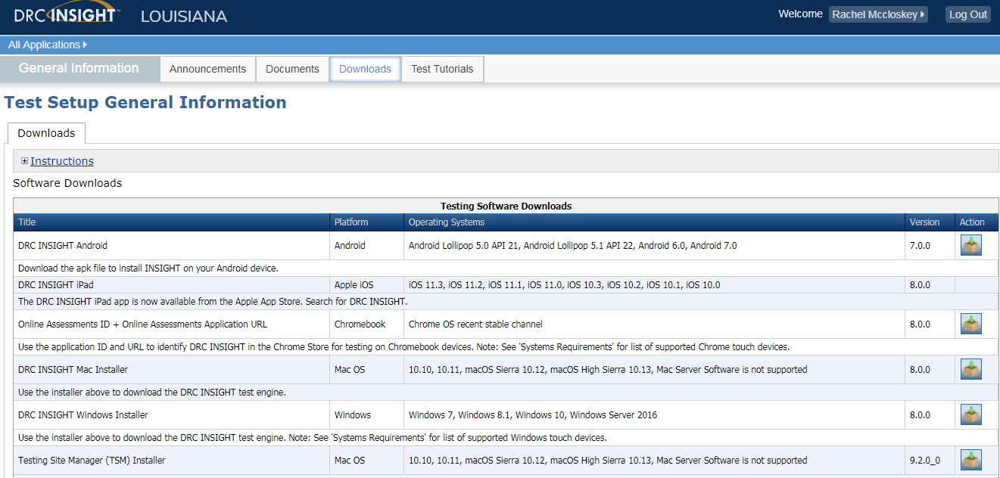 DRC INSIGHT™ LOUISIANA Welcome Rachel Mccloskey Log Out
All Applications
General Information Announcements Documents Downloads Test Tutorials
Test Setup General Information
Downloads
Instructions
Software Downloads
Testing Software Downloads
Title Platform Operating Systems Version Action
DRC INSIGHT Android Android Android Lollipop 5.0 API 21, Android Lollipop 5.1 API 22, Android 6.0, Android 7.0 7.0.0
Download the apk file to install INSIGHT on your Android device.
DRC INSIGHT iPad Apple iOS iOS 11.3, iOS 11.2, iOS 11.1, iOS 11.0, iOS 10.3, iOS 10.2, iOS 10.1, iOS 10.0 8.0.0
The DRC INSIGHT iPad app is now available from the Apple App Store. Search for DRC INSIGHT.
Online Assessments ID + Online Assessments Application URL Chromebook Chrome OS recent stable channel 8.0.0
Use the application ID and URL to identify DRC INSIGHT in the Chrome Store for testing on Chromebook devices. Note: See 'Systems Requirements' for list of supported Chrome touch devices.
DRC INSIGHT Mac Installer Mac OS 10.10, 10.11, macOS Sierra 10.12, macOS High Sierra 10.13, Mac Server Software is not supported 8.0.0
Use the installer above to download the DRC INSIGHT test engine.
DRC INSIGHT Windows Installer Windows Windows 7, Windows 8.1, Windows 10, Windows Server 2016 8.0.0
Use the installer above to download the DRC INSIGHT test engine. Note: See 'Systems Requirements' for list of supported Windows touch devices.
Testing Site Manager (TSM) Installer Mac OS 10.10, 10.11, macOS Sierra 10.12, macOS High Sierra 10.13, Mac Server Software is not supported 9.2.0_0